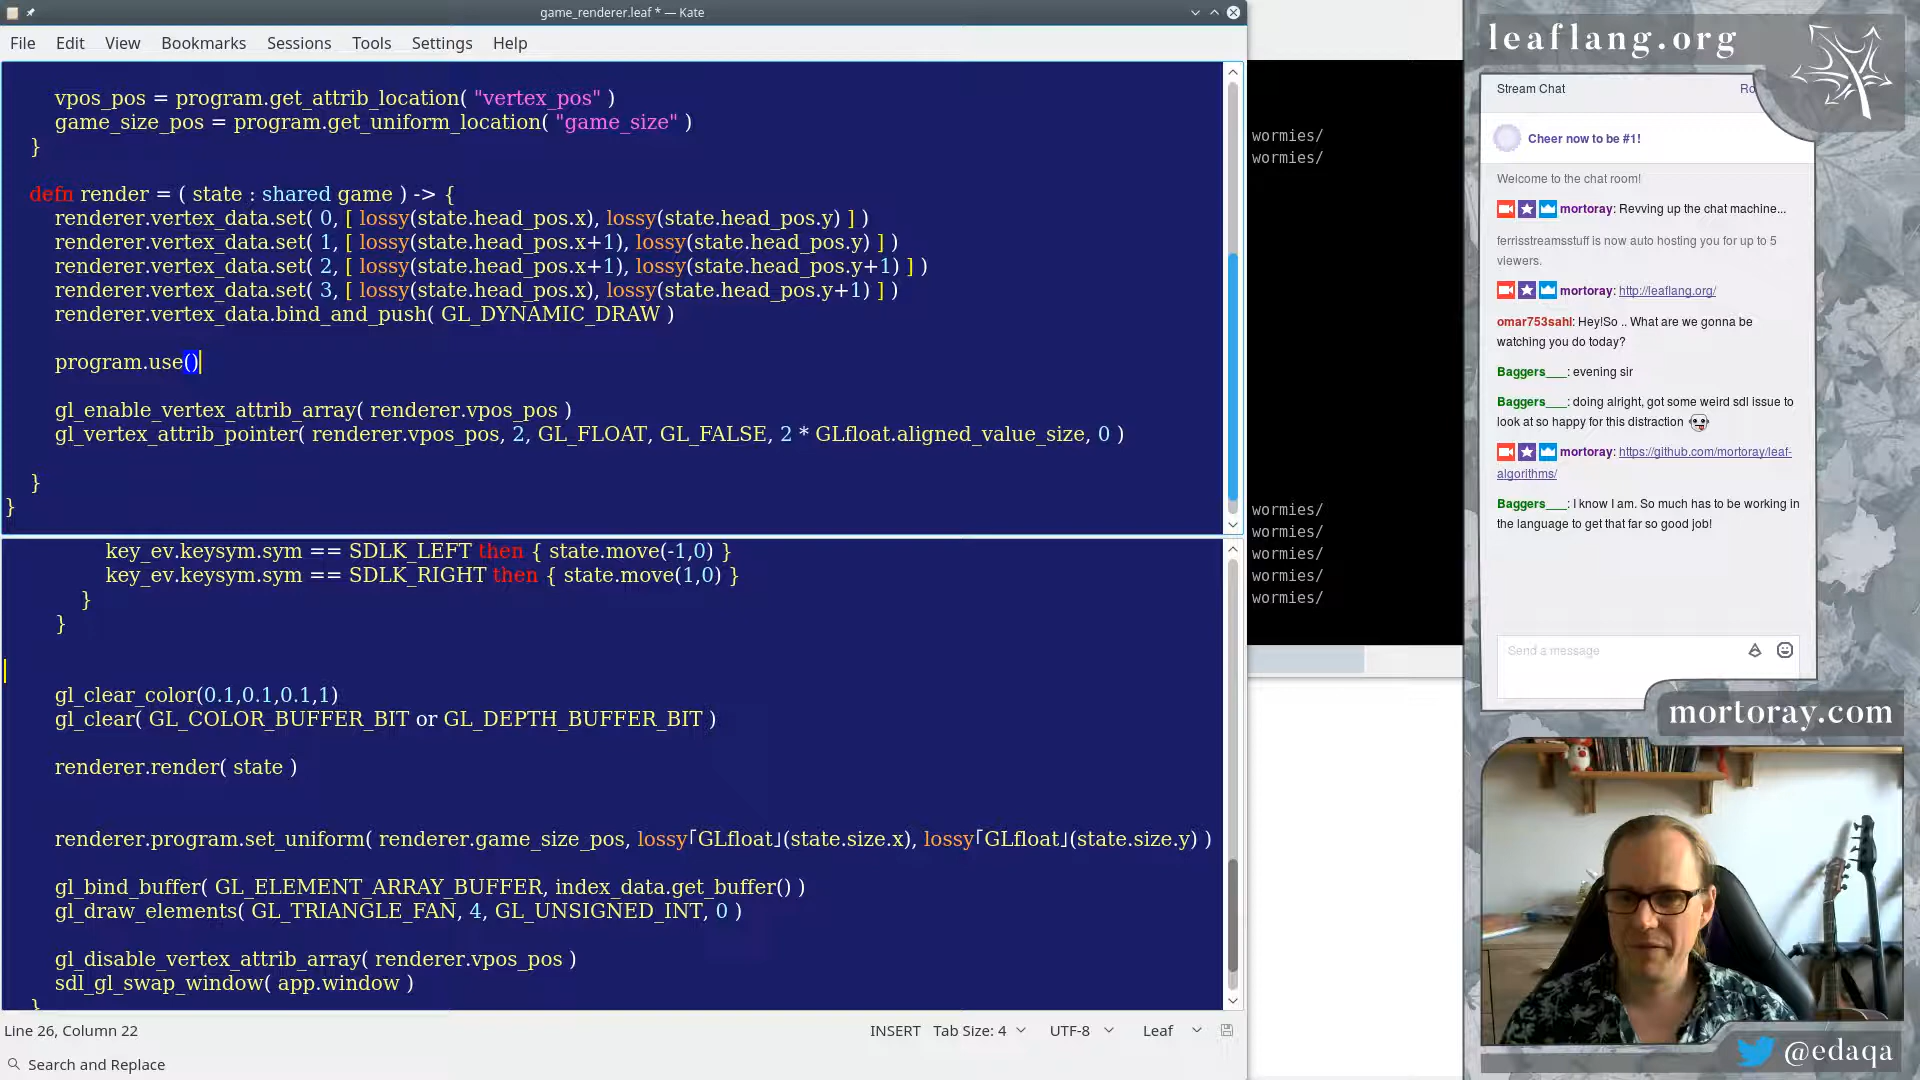 game_renderer.leaf * — Kate
File Edit View Bookmarks Sessions Tools Settings Help
vpos_pos = program.get_attrib_location( "vertex_pos" )
game_size_pos = program.get_uniform_location( "game_size" )
}
defn render = ( state : shared game ) -> {
renderer.vertex_data.set( 0, [ lossy(state.head_pos.x), lossy(state.head_pos.y) ] )
renderer.vertex_data.set( 1, [ lossy(state.head_pos.x+1), lossy(state.head_pos.y) ] )
renderer.vertex_data.set( 2, [ lossy(state.head_pos.x+1), lossy(state.head_pos.y+1) ] )
renderer.vertex_data.set( 3, [ lossy(state.head_pos.x), lossy(state.head_pos.y+1) ] )
renderer.vertex_data.bind_and_push( GL_DYNAMIC_DRAW )
program.use()
gl_enable_vertex_attrib_array( renderer.vpos_pos )
gl_vertex_attrib_pointer( renderer.vpos_pos, 2, GL_FLOAT, GL_FALSE, 2 * GLfloat.aligned_value_size, 0 )
}
}
key_ev.keysym.sym == SDLK_LEFT then { state.move(-1,0) }
key_ev.keysym.sym == SDLK_RIGHT then { state.move(1,0) }
}
}
gl_clear_color(0.1,0.1,0.1,1)
gl_clear( GL_COLOR_BUFFER_BIT or GL_DEPTH_BUFFER_BIT )
renderer.render( state )
renderer.program.set_uniform( renderer.game_size_pos, lossy「GLfloat」(state.size.x), lossy「GLfloat」(state.size.y) )
gl_bind_buffer( GL_ELEMENT_ARRAY_BUFFER, index_data.get_buffer() )
gl_draw_elements( GL_TRIANGLE_FAN, 4, GL_UNSIGNED_INT, 0 )
gl_disable_vertex_attrib_array( renderer.vpos_pos )
sdl_gl_swap_window( app.window )
}
Line 26, Column 22
INSERT Tab Size: 4 UTF-8 Leaf
Search and Replace
wormies/
wormies/
wormies/
wormies/
wormies/
wormies/
wormies/
leaflang.org
Stream Chat
Ro
Cheer now to be #1!
Welcome to the chat room!
mortoray: Revving up the chat machine...
ferrisstreamsstuff is now auto hosting you for up to 5
viewers.
mortoray: http://leaflang.org/
omar753sahl: Hey!So .. What are we gonna be
watching you do today?
Baggers___: evening sir
Baggers___: doing alright, got some weird sdl issue to
look at so happy for this distraction
mortoray: https://github.com/mortoray/leaf-
algorithms/
Baggers___: I know I am. So much has to be working in
the language to get that far so good job!
Send a message
mortoray.com
@edaqa